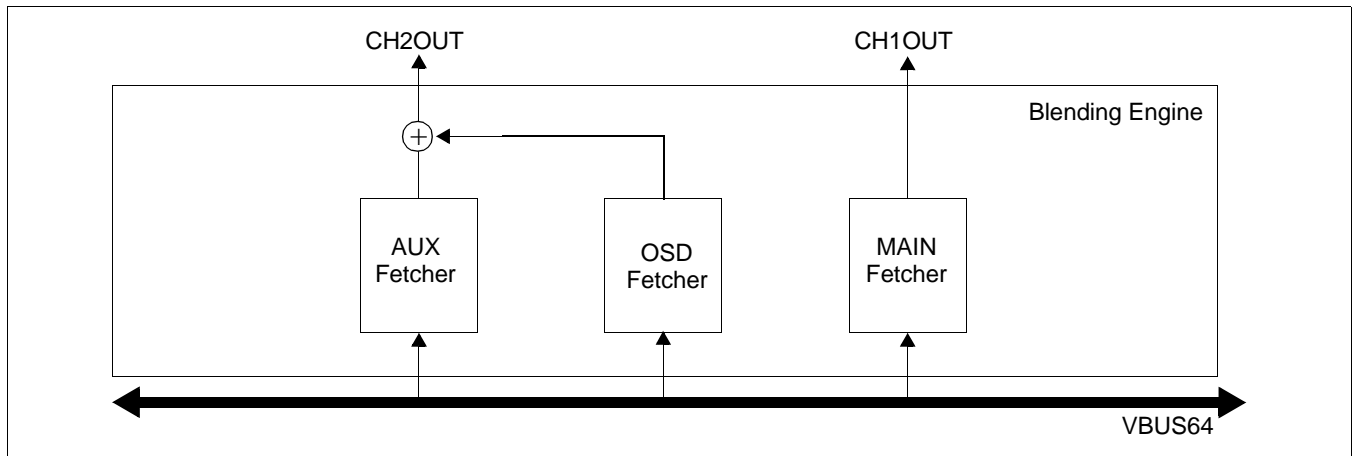 CH2OUT
CH1OUT
Blending Engine
+
AUX
Fetcher
OSD
Fetcher
MAIN
Fetcher
VBUS64